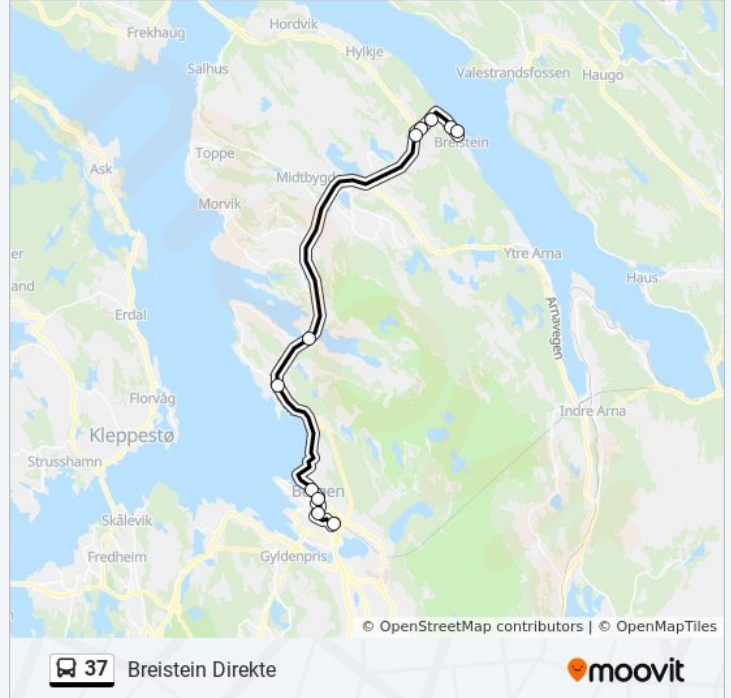 Hordvik
Frekhaug
Hylkje
Salhus
Valestrandsfossen
Haugo
Breistein
Ask
Toppe
Midtbygd
Morvik
er
Ytre Arna
Haus
and
Erdal
Arnavegen
Florvåg
Indre Arna
Kleppestø
Strusshamn
Bergen
Skålevik
Fredheim
Gyldenpris
© OpenStreetMap contributors | © OpenMapTiles
37 Breistein Direkte
moovit